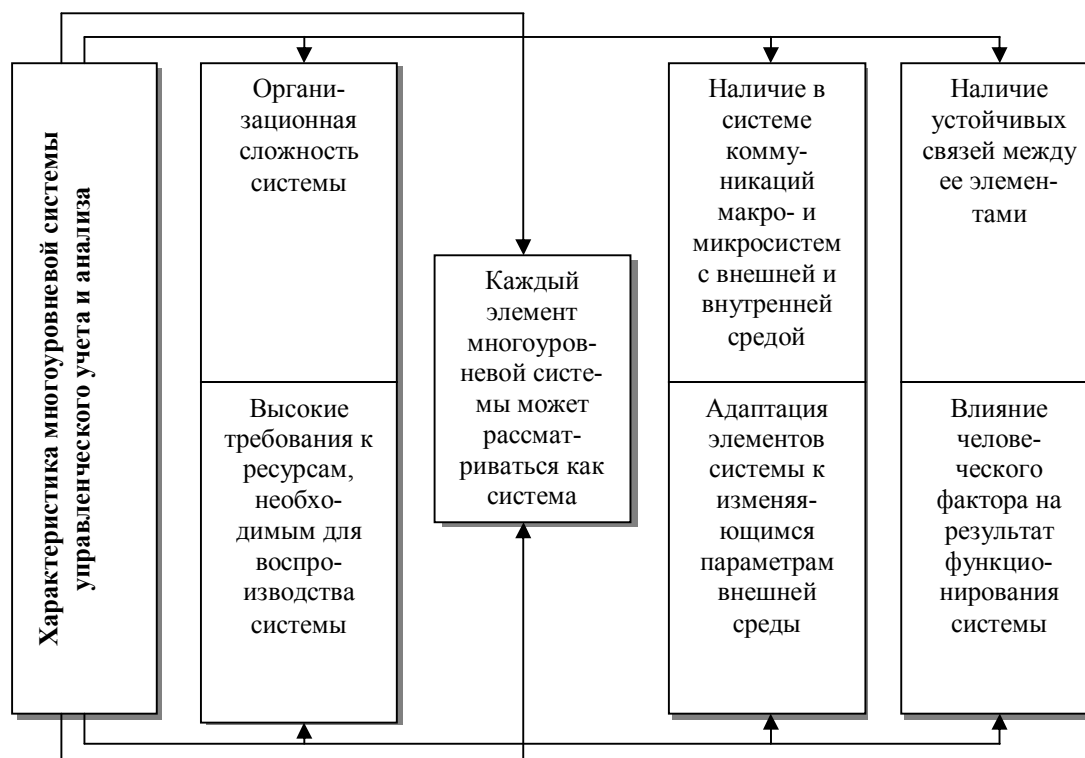 Характеристика многоуровневой системы
управленческого учета и анализа
Органи-
зационная
сложность
системы
Высокие
требования к
ресурсам,
необхо-
димым для
воспро-
изводства
системы
Каждый
элемент
многоуров-
невой систе-
мы может
рассмат-
риваться как
система
Наличие в
системе
комму-
никаций
макро- и
микросистем
с внешней и
внутренней
средой
Адаптация
элементов
системы к
изменяя-
ющимся
параметрам
внешней
среды
Наличие
устойчивых
связей между
ее элемен-
тами
Влияние
челове-
ческого
фактора на
результат
функцио-
нирования
системы